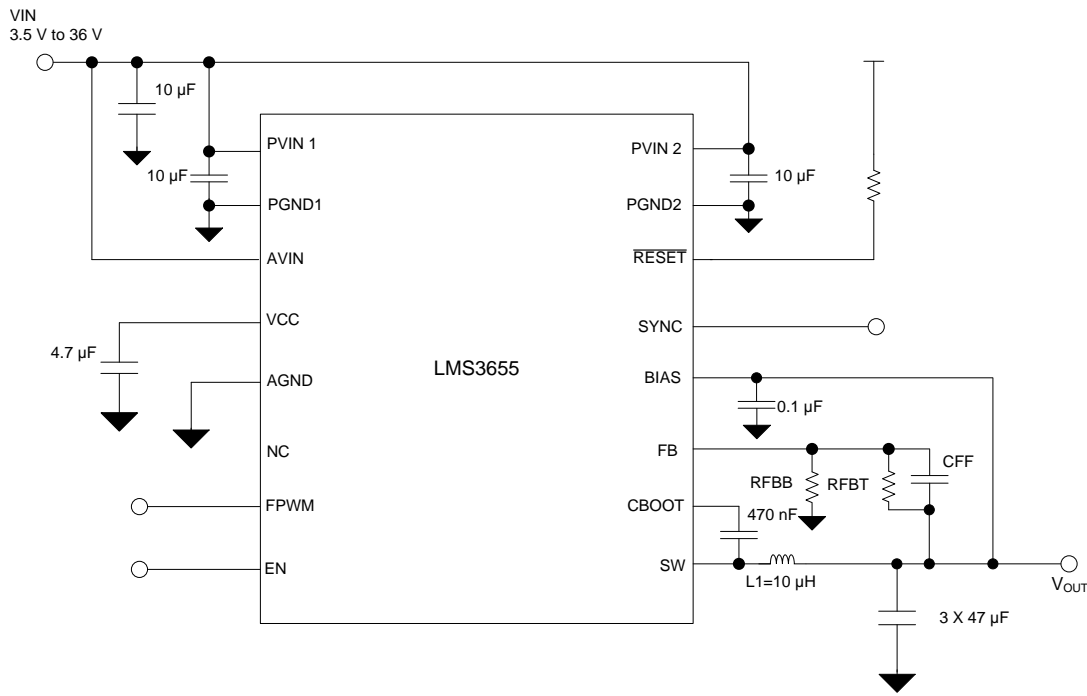 VIN
3.5 V to 36 V
10 µF
PVIN 1
PVIN 2
10 µF
10 µF
PGND1
PGND2
AVIN
RESET
VCC
SYNC
4.7 µF
LMS3655
AGND
BIAS
0.1 µF
NC
FB
CFF
RFBB
RFBT
FPWM
CBOOT
470 nF
EN
SW
L1=10 µH
VOUT
3 X 47 µF